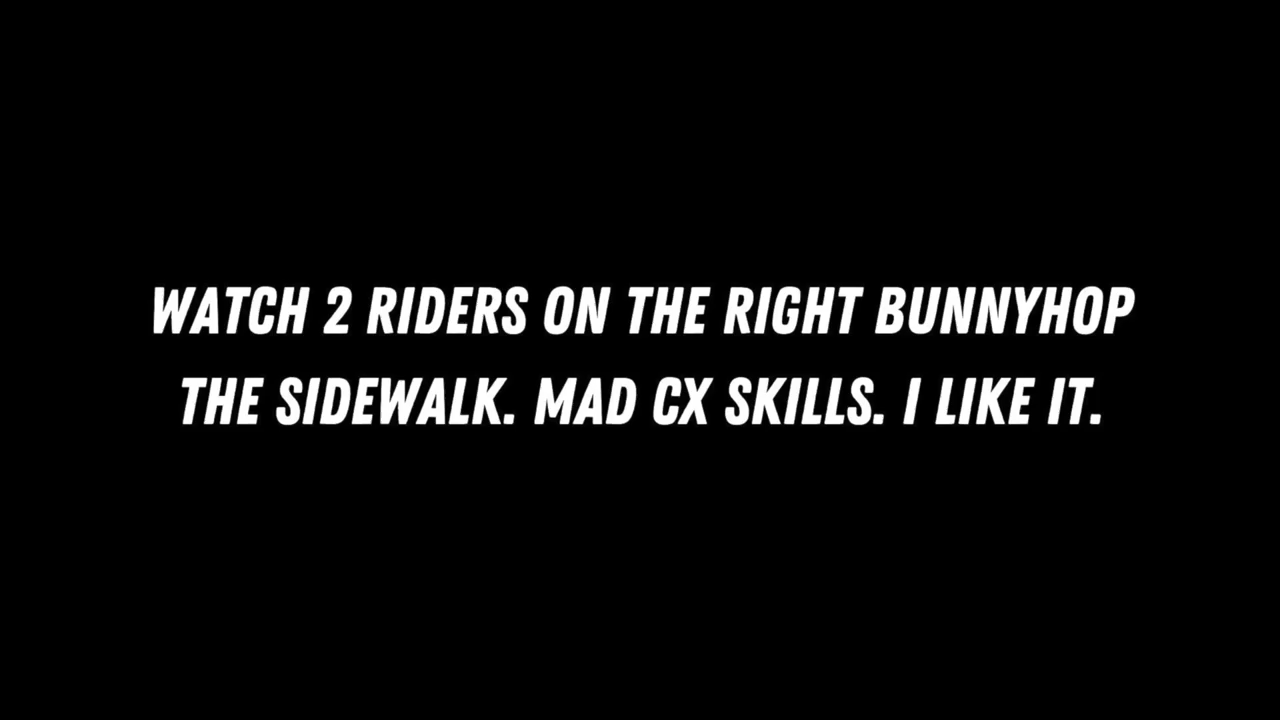 WATCH 2 RIDERS ON THE RIGHT BUNNYHOP
THE SIDEWALK. MAD CX SKILLS. I LIKE IT.